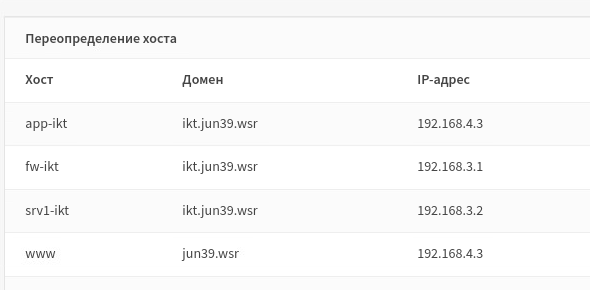 Переопределение хоста
Хост Домен IP-адрес
app-ikt ikt.jun39.wsr 192.168.4.3
fw-ikt ikt.jun39.wsr 192.168.3.1
srv1-ikt ikt.jun39.wsr 192.168.3.2
www jun39.wsr 192.168.4.3